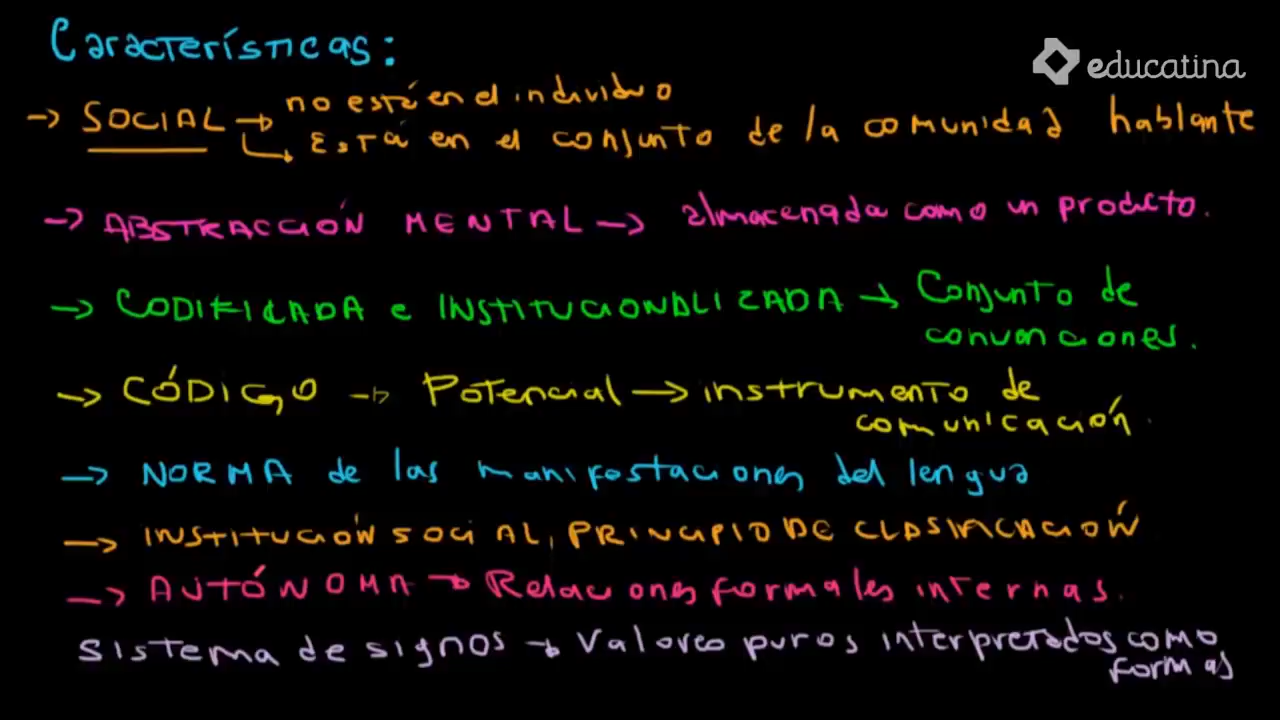 Características:
educatina
→ SOCIAL → no está en el individuo
Está en el conjunto de la comunidad hablante
→ ABSTRACCIÓN MENTAL → almacenada como un producto.
→ CODIFICADA e INSTITUCIONALIZADA → Conjunto de
convenciones.
→ CÓDIGO → Potencial → instrumento de
comunicación.
→ NORMA de las manifestaciones del lengua
→ INSTITUCIÓN SOCIAL, PRINCIPIO DE CLASIFICACIÓN
→ AUTÓNOMA → Relaciones formales internas.
Sistema de signos → Valores puros interpretados como
formas